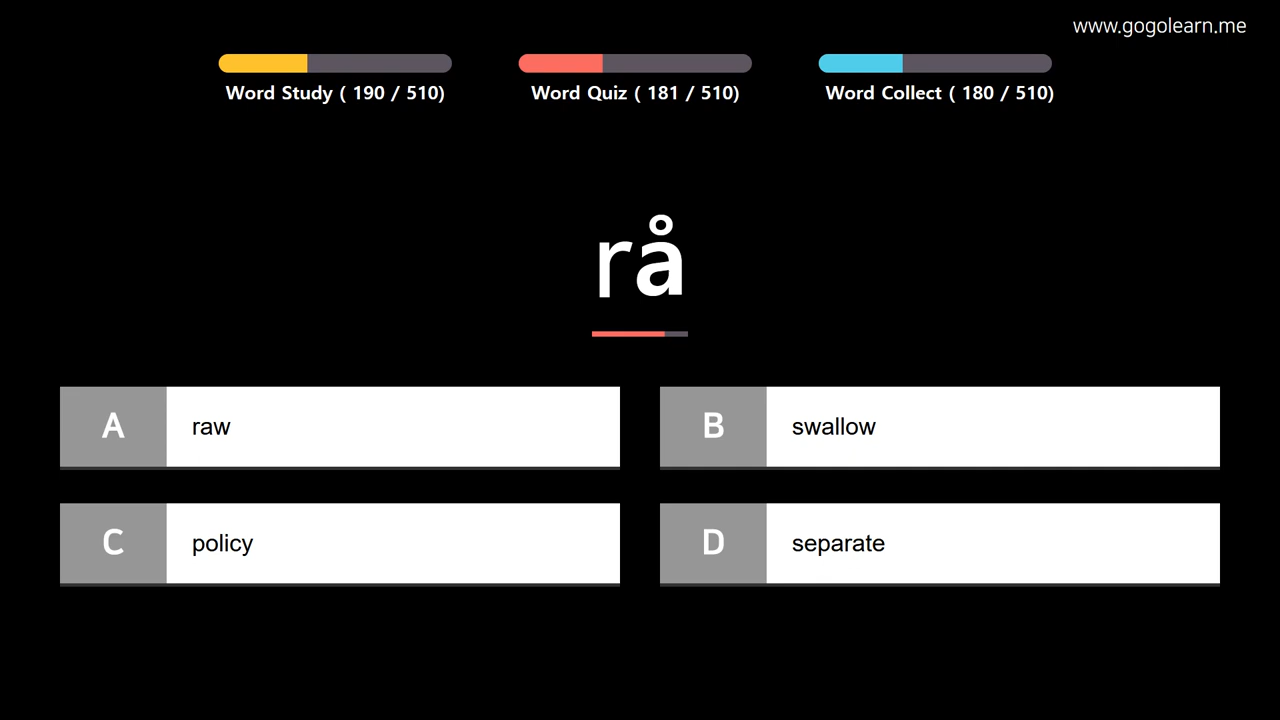 www.gogolearn.me
Word Study ( 190 / 510)
Word Quiz ( 181 / 510)
Word Collect ( 180 / 510)
rå
A raw
B swallow
C policy
D separate